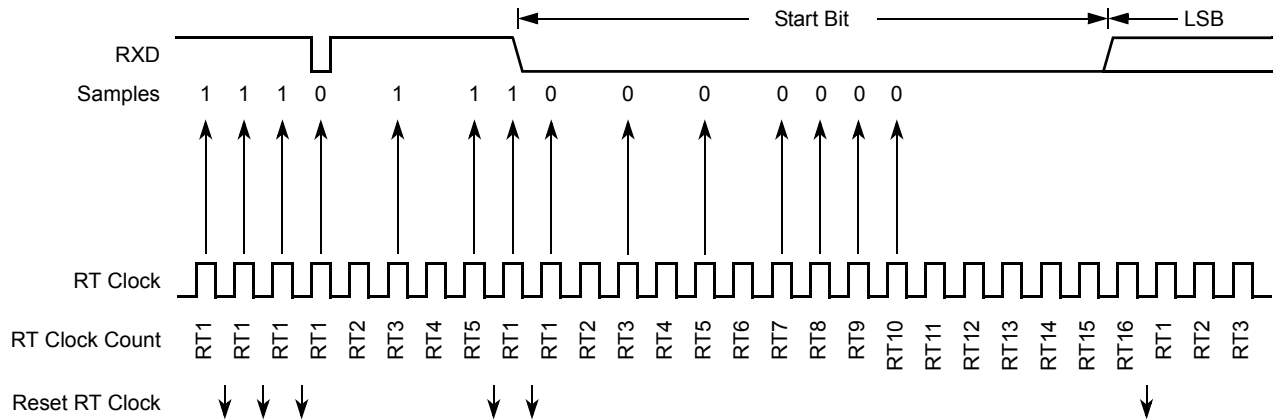 Start Bit LSB
RXD
Samples 1 1 1 0 1 1 1 0 0 0 0 0 0 0
RT Clock
RT Clock Count RT1 RT1 RT1 RT1 RT2 RT3 RT4 RT5 RT1 RT1 RT2 RT3 RT4 RT5 RT6 RT7 RT8 RT9 RT10 RT11 RT12 RT13 RT14 RT15 RT16 RT1 RT2 RT3
Reset RT Clock